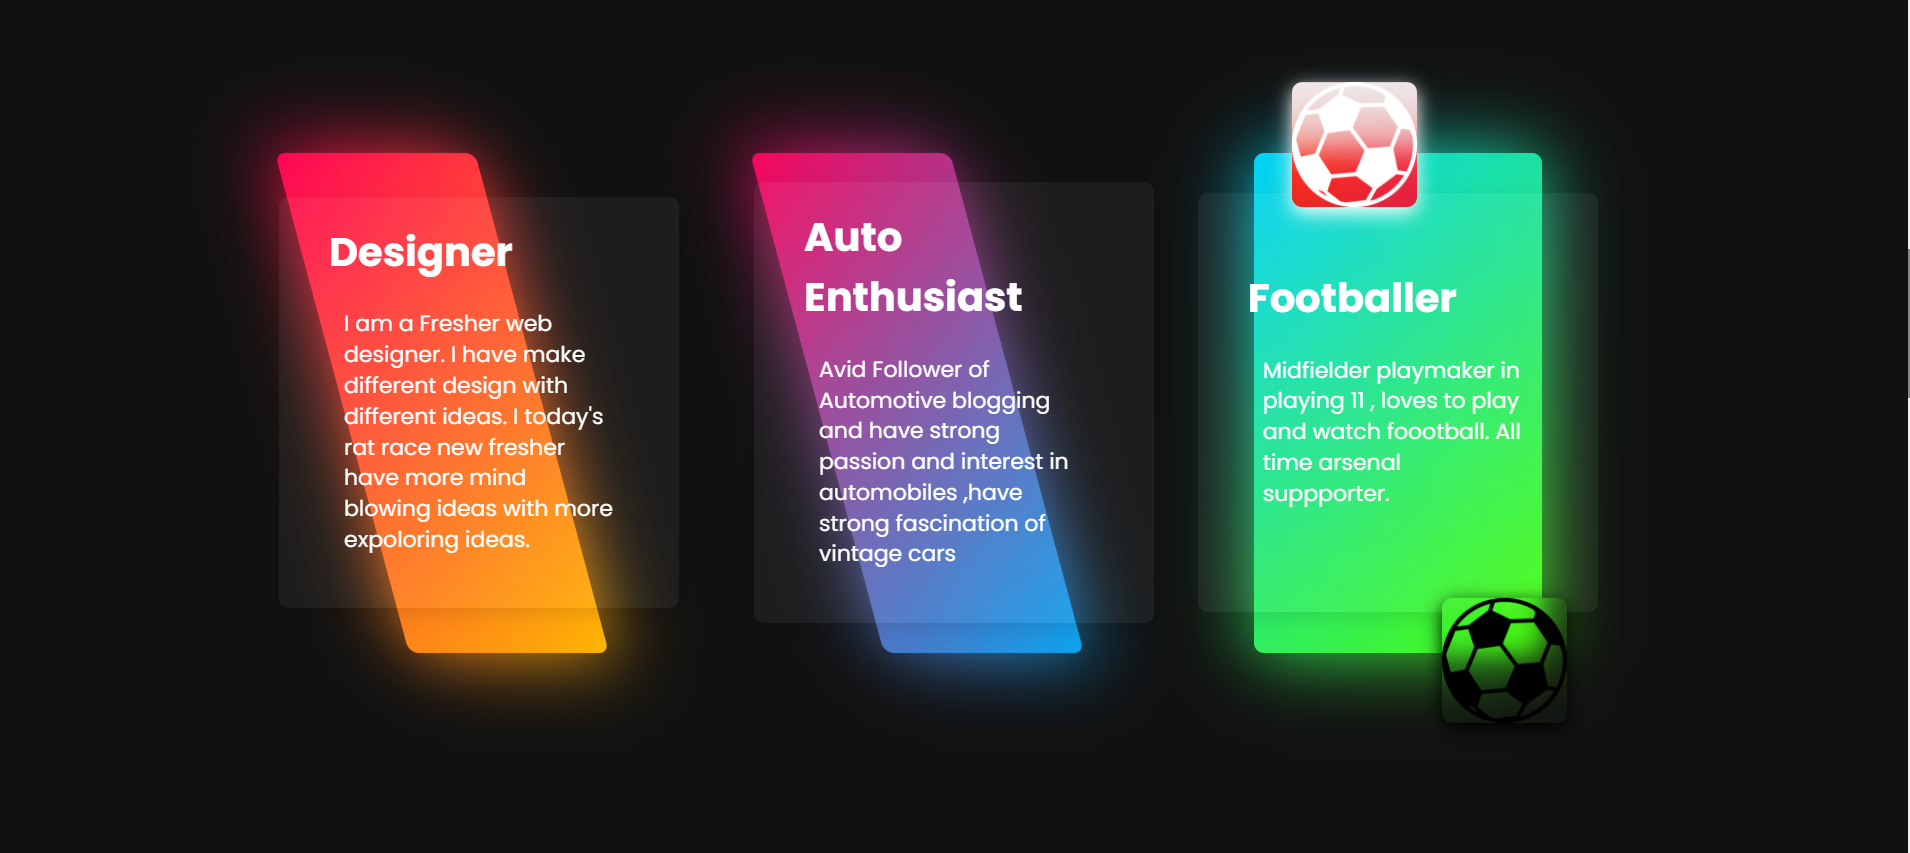 Designer
I am a Fresher web
designer. I have make
different design with
different ideas. I today's
rat race new fresher
have more mind
blowing ideas with more
expoloring ideas.
Auto
Enthusiast
Avid Follower of
Automotive blogging
and have strong
passion and interest in
automobiles ,have
strong fascination of
vintage cars
Footballer
Midfielder playmaker in
playing 11 , loves to play
and watch foootball. All
time arsenal
suppporter.